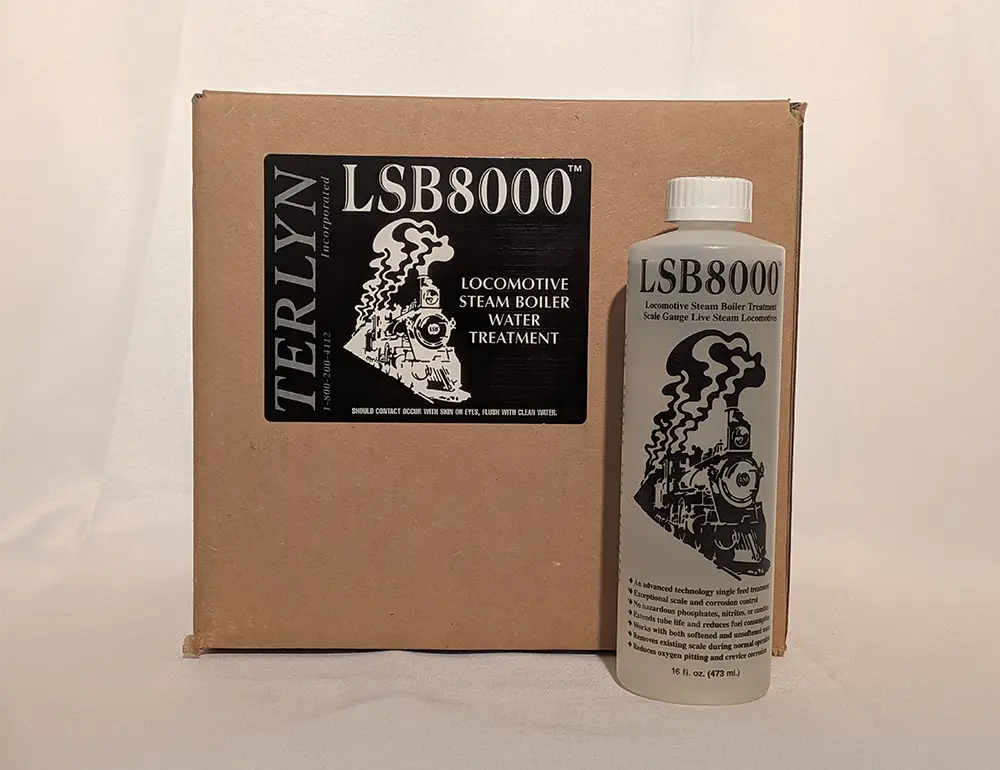 TERLYN
Incorporated
1-800-200-4112
LSB8000™
LOCOMOTIVE
STEAM BOILER
WATER
TREATMENT
SHOULD CONTACT OCCUR WITH SKIN OR EYES, FLUSH WITH CLEAN WATER.
LSB8000
Locomotive Steam Boiler Treatment
Scale Gauge Live Steam Locomotives
♦ An advanced technology single feed treatment
♦ Exceptional scale and corrosion control
♦ No hazardous phosphates, nitrites, or
♦ Extends tube life and reduces fuel
♦ Works with both softened and unsoftened
♦ Removes existing scale during normal
♦ Reduces oxygen pitting and crevice corrosion
16 fl. oz. (473 ml.)